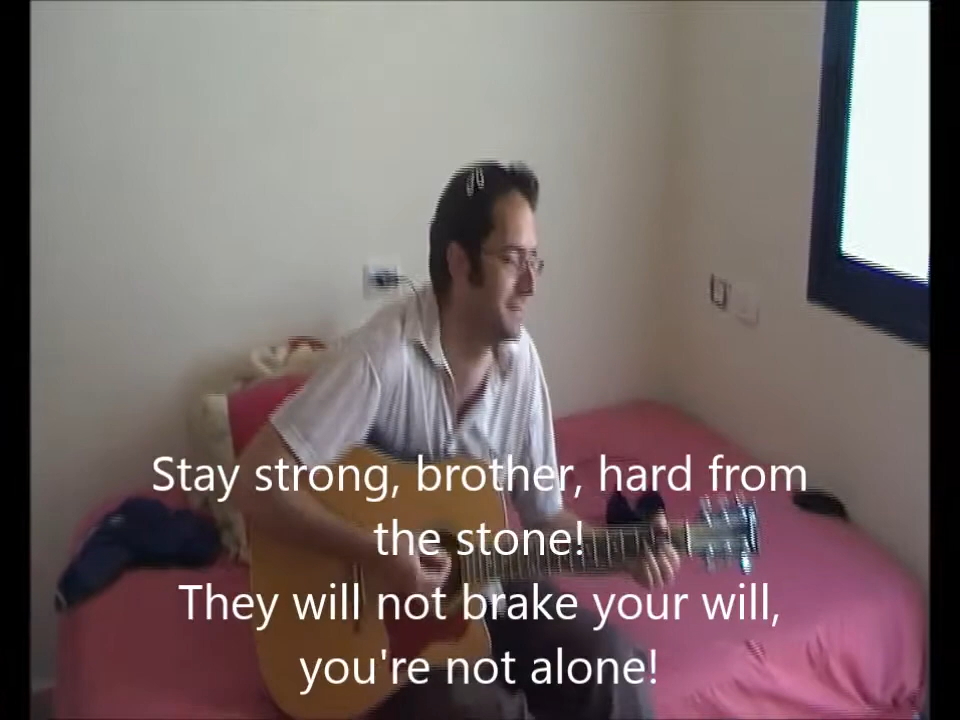 Stay strong, brother, hard from
the stone!
They will not brake your will,
you're not alone!